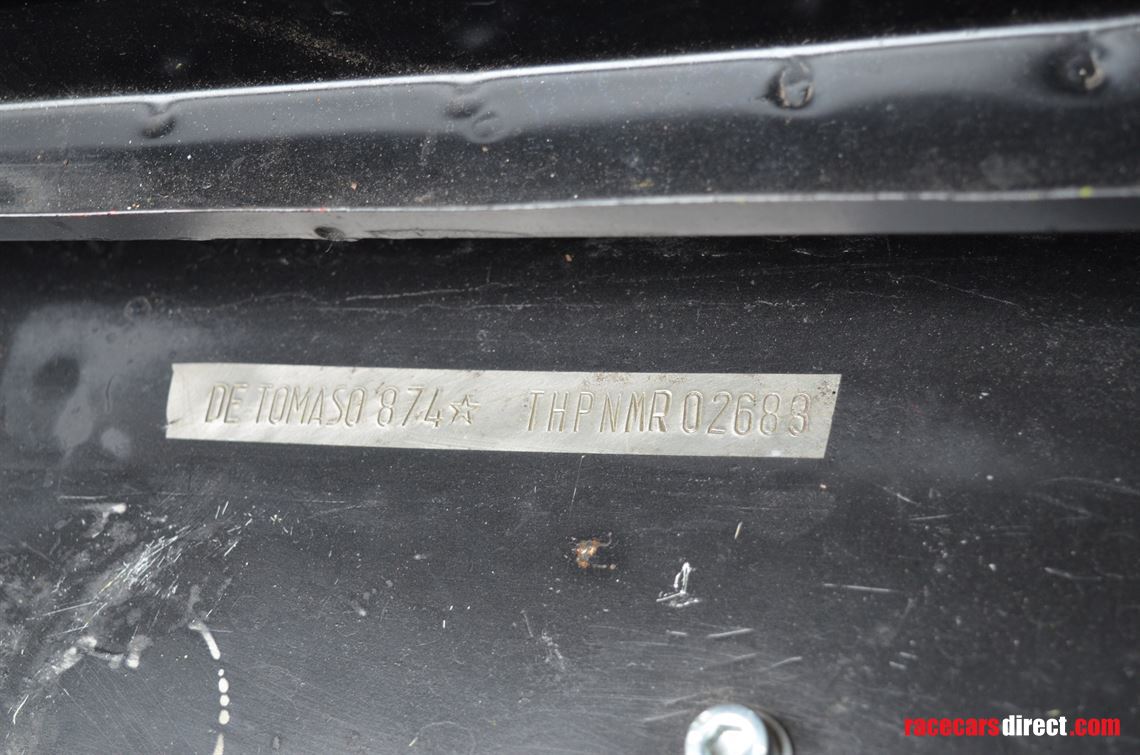 DE TOMASO 874☆ THPNMR02683
racecarsdirect.com